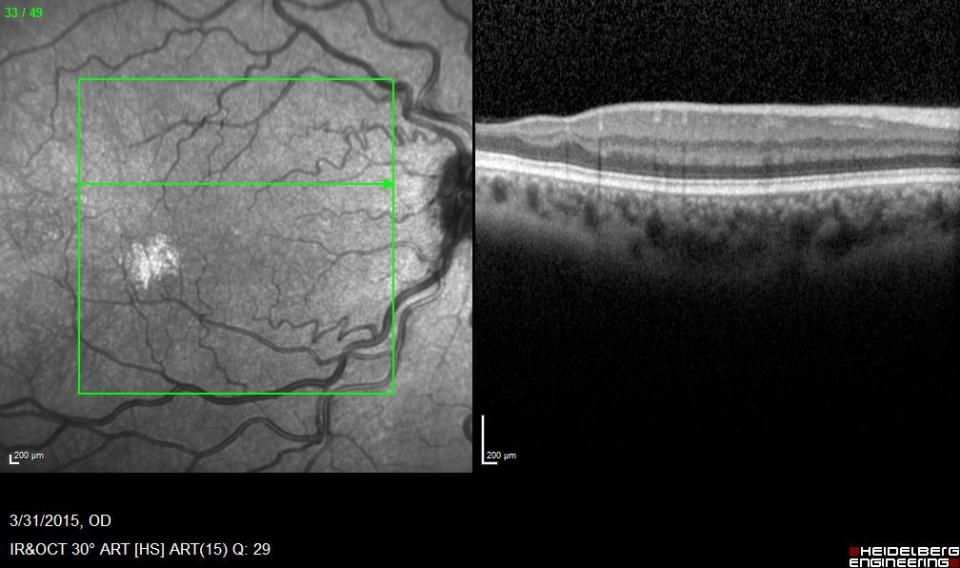 33 / 49
200 µm
200 µm
3/31/2015, OD
IR&OCT 30° ART [HS] ART(15) Q: 29
HEIDELBERG
ENGINEERING